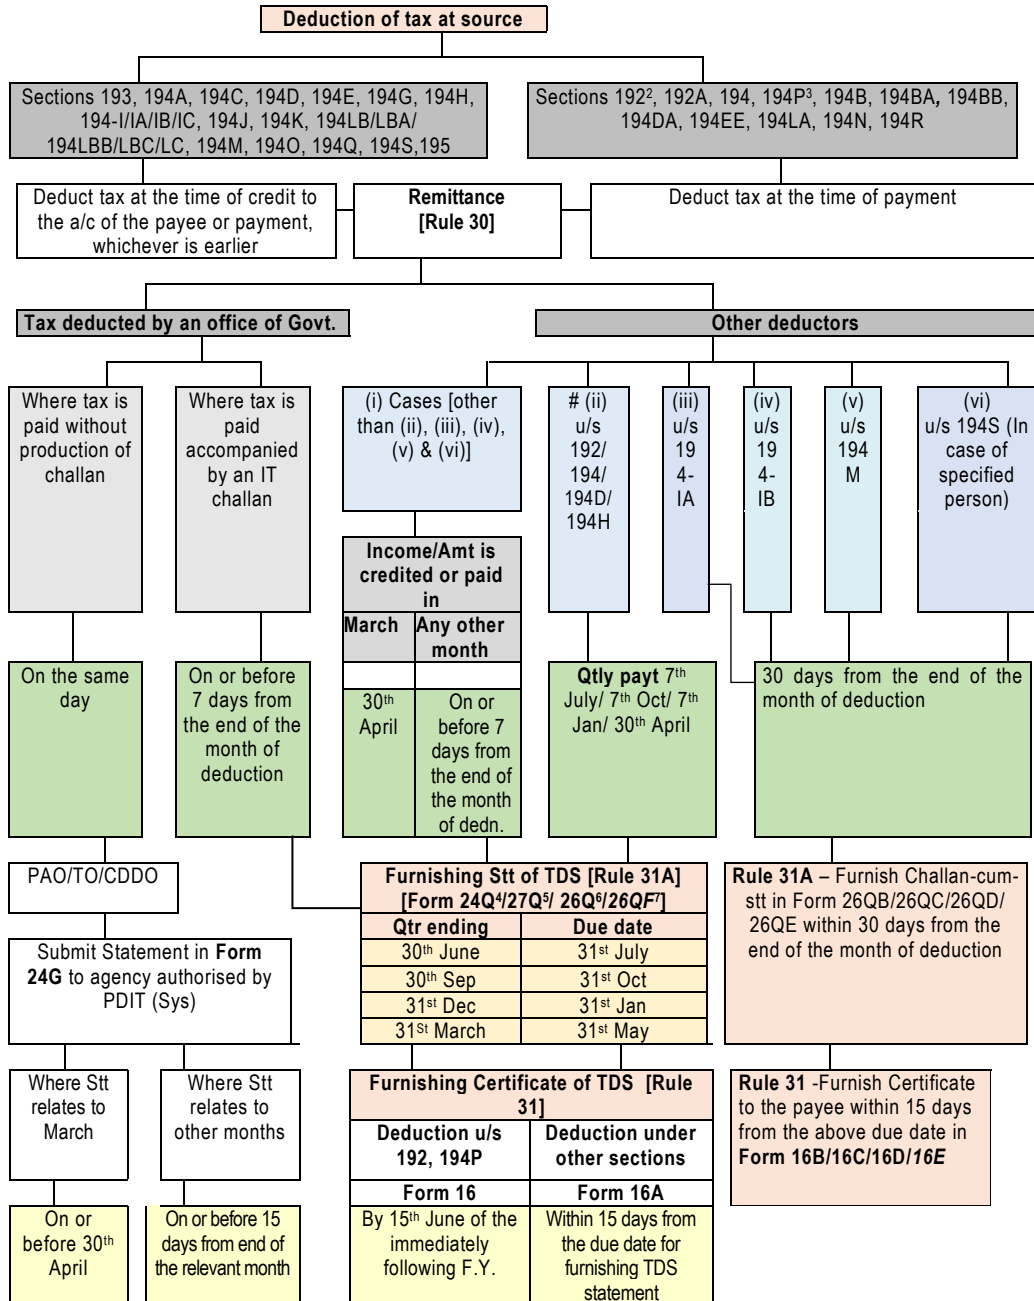 Deduction of tax at source
Sections 193, 194A, 194C, 194D, 194E, 194G, 194H,
194-I/IA/IB/IC, 194J, 194K, 194LB/LBA/
194LBB/LBC/LC, 194M, 194O, 194Q, 194S,195
Sections 192², 192A, 194, 194P³, 194B, 194BA, 194BB,
194DA, 194EE, 194LA, 194N, 194R
Deduct tax at the time of credit to
the a/c of the payee or payment,
whichever is earlier
Remittance
[Rule 30]
Deduct tax at the time of payment
Tax deducted by an office of Govt.
Other deductors
Where tax is
paid without
production of
challan
Where tax is
paid
accompanied
by an IT
challan
(i) Cases [other
than (ii), (iii), (iv),
(v) & (vi)]
# (ii)
u/s
192/
194/
194D/
194H
(iii)
u/s
19
4-
IA
(iv)
u/s
19
4-
IB
(v)
u/s
194
M
(vi)
u/s 194S (In
case of
specified
person)
Income/Amt is
credited or paid
in
March
Any other
month
On the same
day
On or before
7 days from
the end of the
month of
deduction
30th
April
On or
before 7
days from
the end of
the month
of dedn.
Qtly payt 7th
July/ 7th Oct/ 7th
Jan/ 30th April
30 days from the end of the
month of deduction
PAO/TO/CDDO
Submit Statement in Form
24G to agency authorised by
PDIT (Sys)
Furnishing Stt of TDS [Rule 31A]
[Form 24Q⁴/27Q⁵/ 26Q⁶/26QF⁷]
Qtr ending Due date
30th June 31st July
30th Sep 31st Oct
31st Dec 31st Jan
31St March 31st May
Rule 31A – Furnish Challan-cum-
stt in Form 26QB/26QC/26QD/
26QE within 30 days from the
end of the month of deduction
Where Stt
relates to
March
Where Stt
relates to
other months
Furnishing Certificate of TDS [Rule
31]
Deduction u/s
192, 194P
Deduction under
other sections
Form 16 Form 16A
Rule 31 -Furnish Certificate
to the payee within 15 days
from the above due date in
Form 16B/16C/16D/16E
On or
before 30th
April
On or before 15
days from end of
the relevant month
By 15th June of the
immediately
following F.Y.
Within 15 days from
the due date for
furnishing TDS
statement